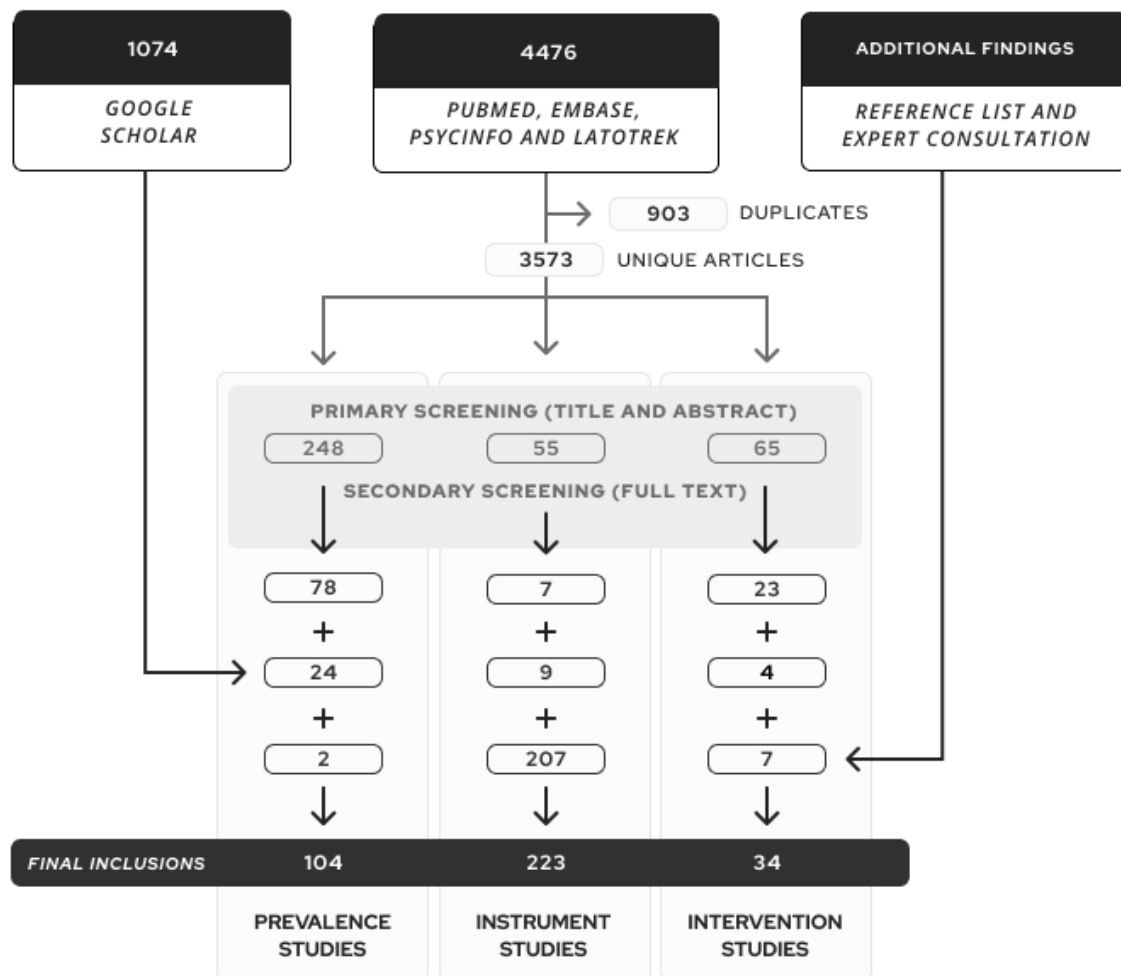 1074
GOOGLE
SCHOLAR
4476
PUBMED, EMBASE,
PSYCINFO AND LATOTREK
ADDITIONAL FINDINGS
REFERENCE LIST AND
EXPERT CONSULTATION
903 DUPLICATES
3573 UNIQUE ARTICLES
PRIMARY SCREENING (TITLE AND ABSTRACT)
248 55 65
SECONDARY SCREENING (FULL TEXT)
78 7 23
+ + +
24 9 4
+ + +
2 207 7
FINAL INCLUSIONS 104 223 34
PREVALENCE
STUDIES
INSTRUMENT
STUDIES
INTERVENTION
STUDIES